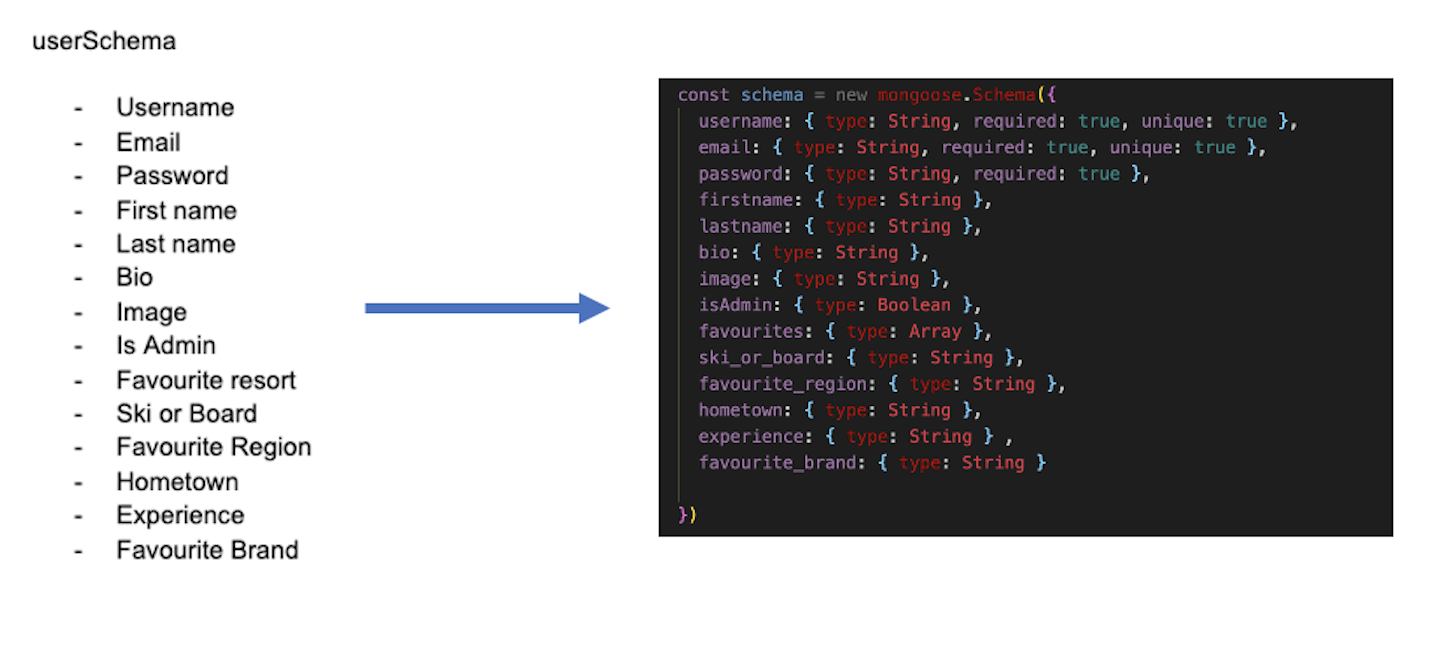 userSchema
- Username
- Email
- Password
- First name
- Last name
- Bio
- Image
- Is Admin
- Favourite resort
- Ski or Board
- Favourite Region
- Hometown
- Experience
- Favourite Brand
const schema = new mongoose.Schema({
username: { type: String, required: true, unique: true },
email: { type: String, required: true, unique: true },
password: { type: String, required: true },
firstname: { type: String },
lastname: { type: String },
bio: { type: String },
image: { type: String },
isAdmin: { type: Boolean },
favourites: { type: Array },
ski_or_board: { type: String },
favourite_region: { type: String },
hometown: { type: String },
experience: { type: String } ,
favourite_brand: { type: String }
})